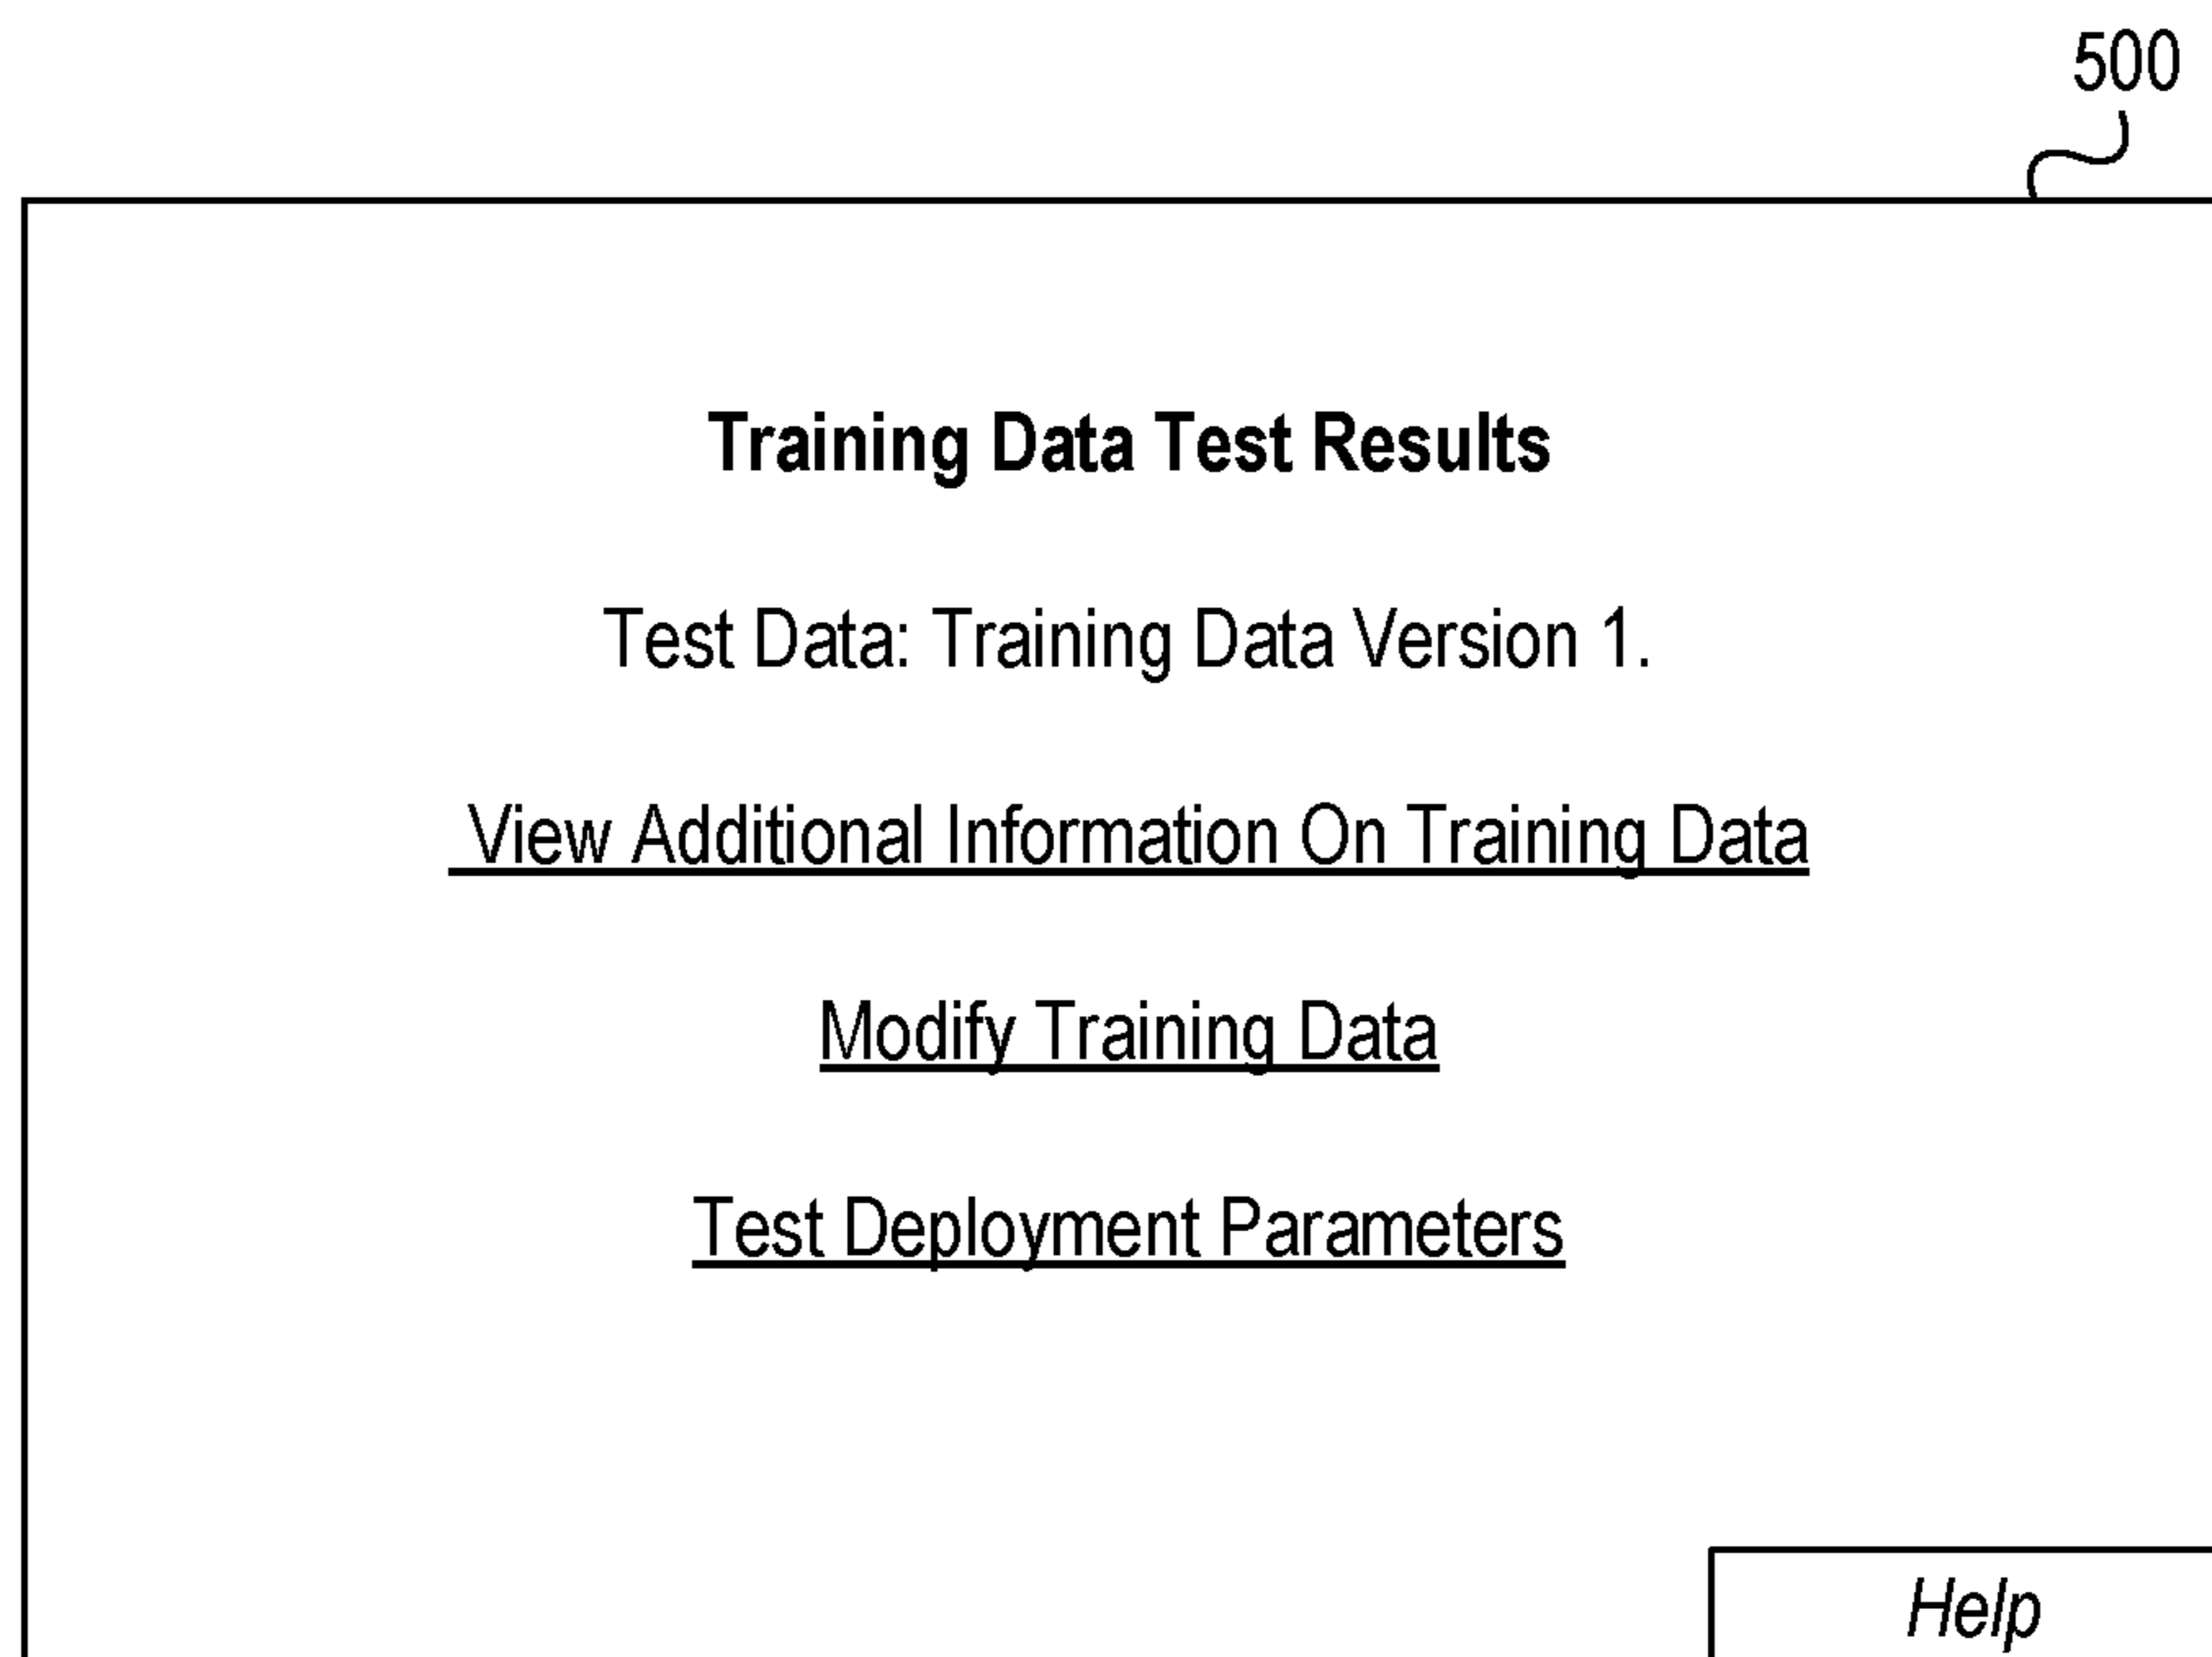 500
Training Data Test Results
Test Data: Training Data Version 1.
View Additional Information On Training Data
Modify Training Data
Test Deployment Parameters
Help